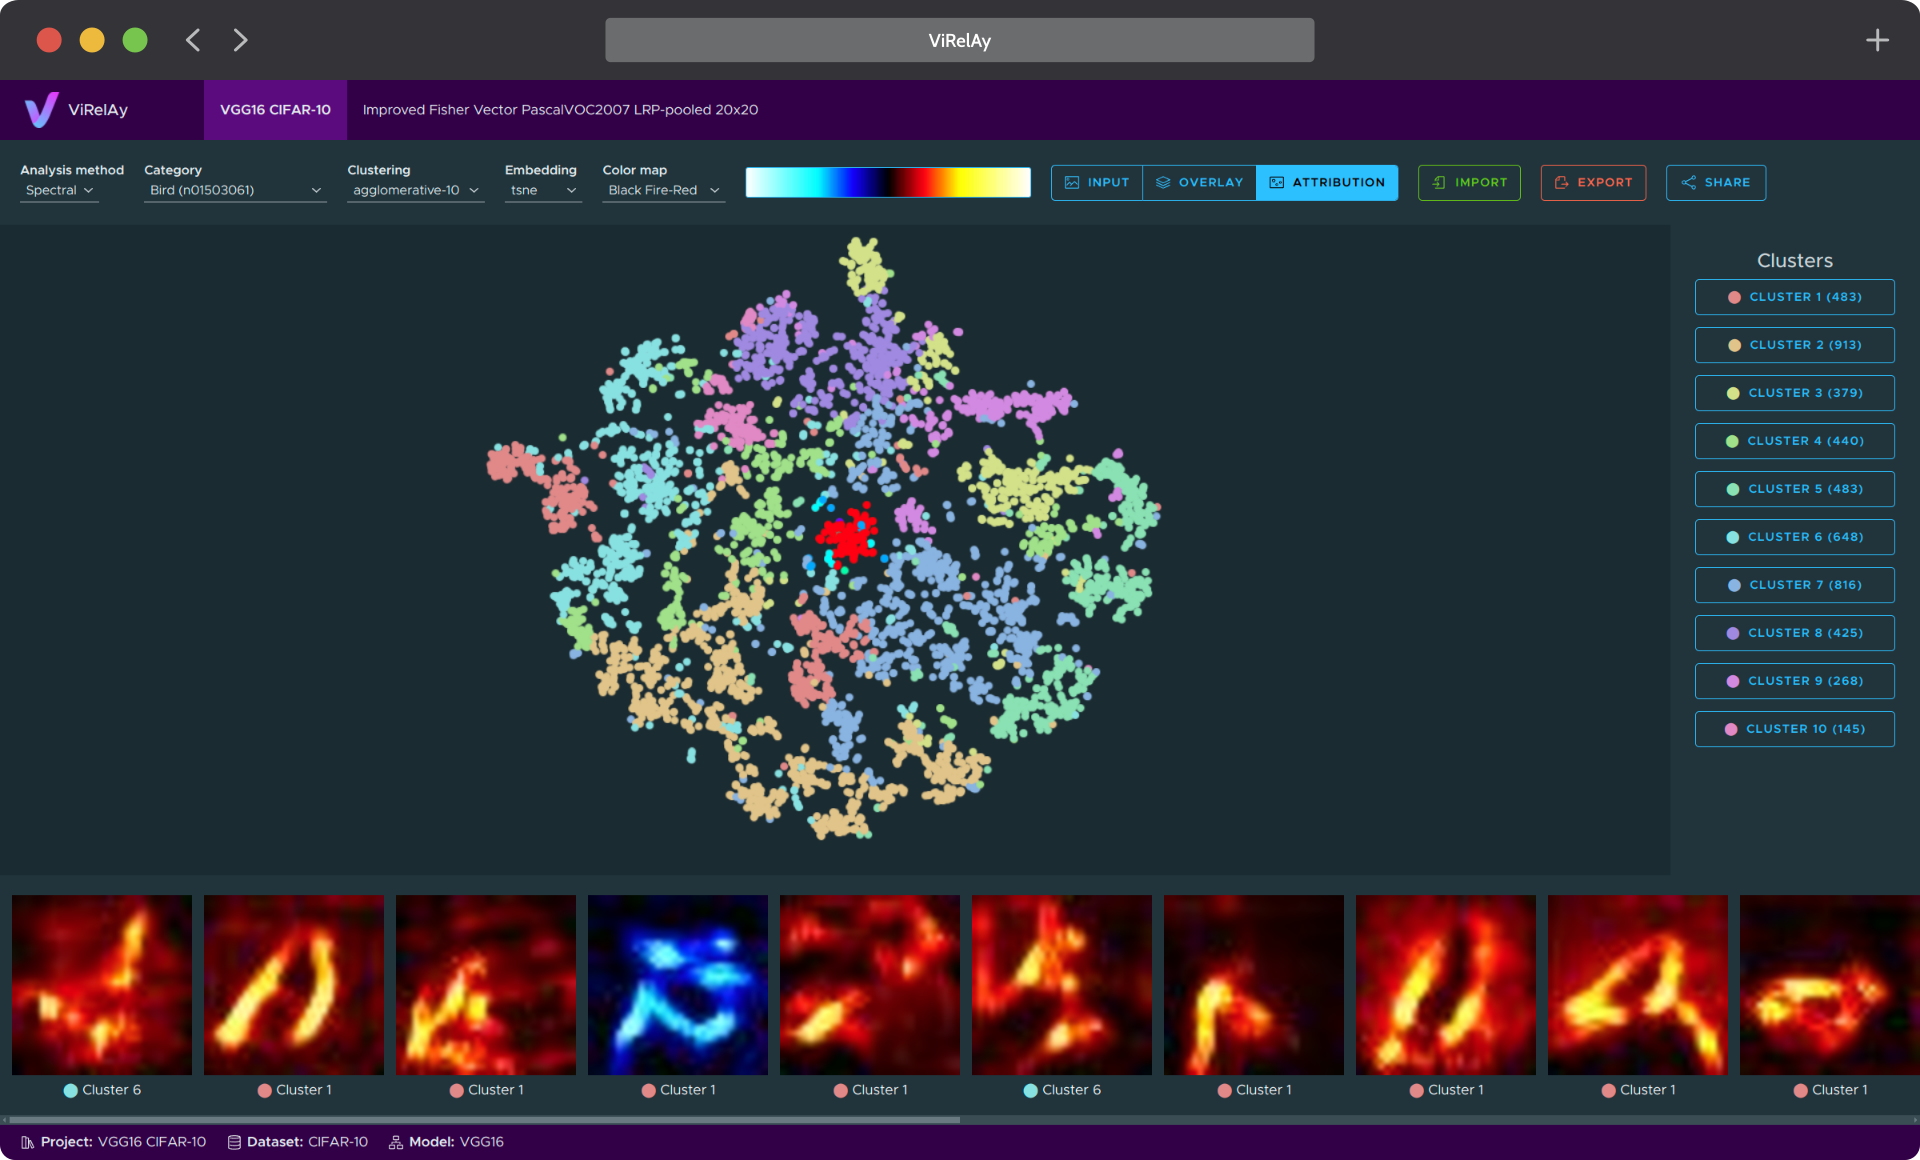 ViRelAy
ViRelAy VGG16 CIFAR-10 Improved Fisher Vector PascalVOC2007 LRP-pooled 20x20
Analysis method Category Clustering Embedding Color map
Spectral Bird (n01503061) agglomerative-10 tsne Black Fire-Red
INPUT OVERLAY ATTRIBUTION IMPORT EXPORT SHARE
Clusters
CLUSTER 1 (483)
CLUSTER 2 (913)
CLUSTER 3 (379)
CLUSTER 4 (440)
CLUSTER 5 (483)
CLUSTER 6 (648)
CLUSTER 7 (816)
CLUSTER 8 (425)
CLUSTER 9 (268)
CLUSTER 10 (145)
Cluster 6 Cluster 1 Cluster 1 Cluster 1 Cluster 1 Cluster 6 Cluster 1 Cluster 1 Cluster 1 Cluster 1
Project: VGG16 CIFAR-10 Dataset: CIFAR-10 Model: VGG16